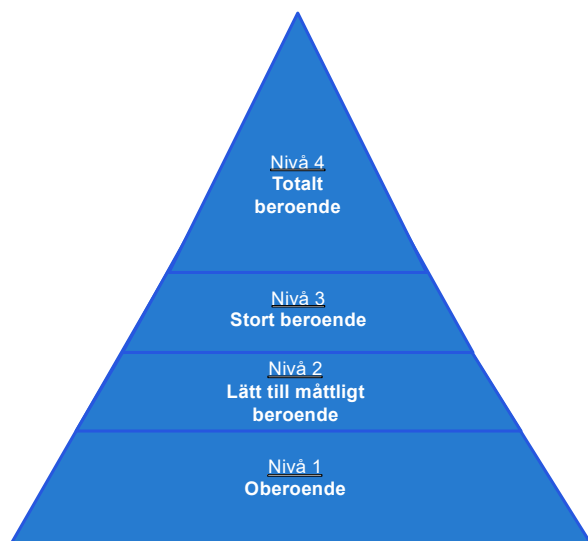 Nivå 4
Totalt
beroende
Nivå 3
Stort beroende
Nivå 2
Lätt till måttligt
beroende
Nivå 1
Oberoende